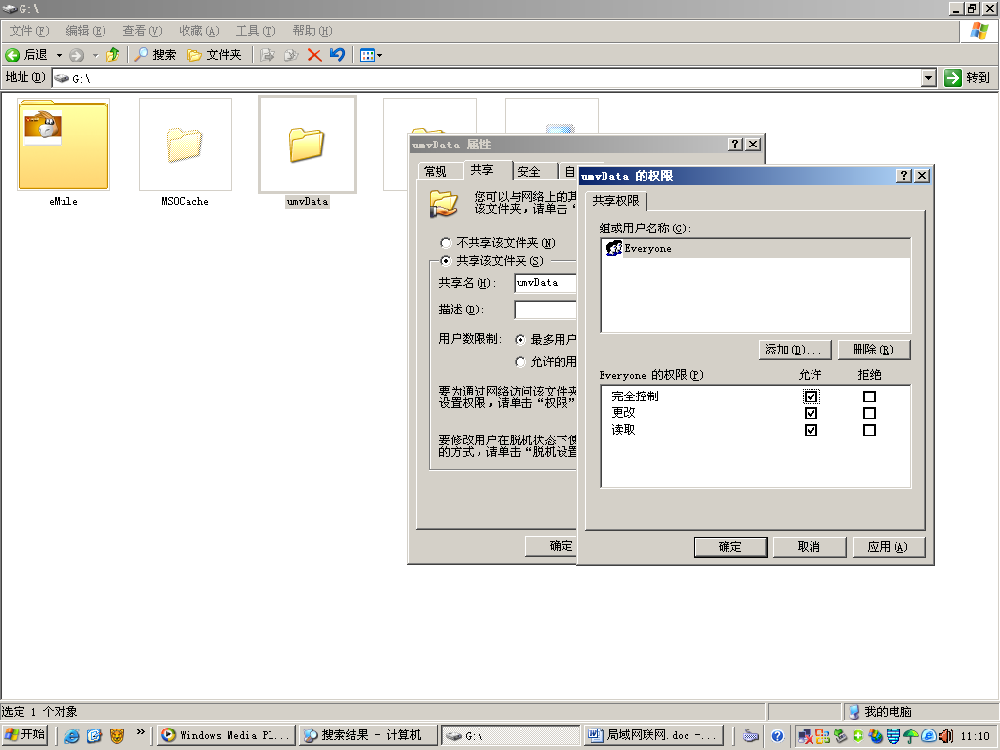 G:\
文件(F) 编辑(E) 查看(V) 收藏(A) 工具(T) 帮助(H)
后退 搜索 文件夹
地址(D) G:\ 转到
eMule
MSOCache
umvData
umvData 属性
常规 共享 安全 自
您可以与网络上的其
该文件夹，请单击“
不共享该文件夹(N)
共享该文件夹(S)
共享名(H): umvData
描述(D):
用户数限制: 最多用户
允许的用
要为通过网络访问该文件夹
设置权限，请单击“权限”
要修改用户在脱机状态下使
的方式，请单击“脱机设置
确定
umvData 的权限
共享权限
组或用户名称(G):
Everyone
添加(D)... 删除(R)
Everyone 的权限(P) 允许 拒绝
完全控制
更改
读取
确定 取消 应用(A)
选定 1 个对象 我的电脑
开始 » Windows Media Pl... 搜索结果 - 计算机 G:\ 局域网联网.doc -... 11:10